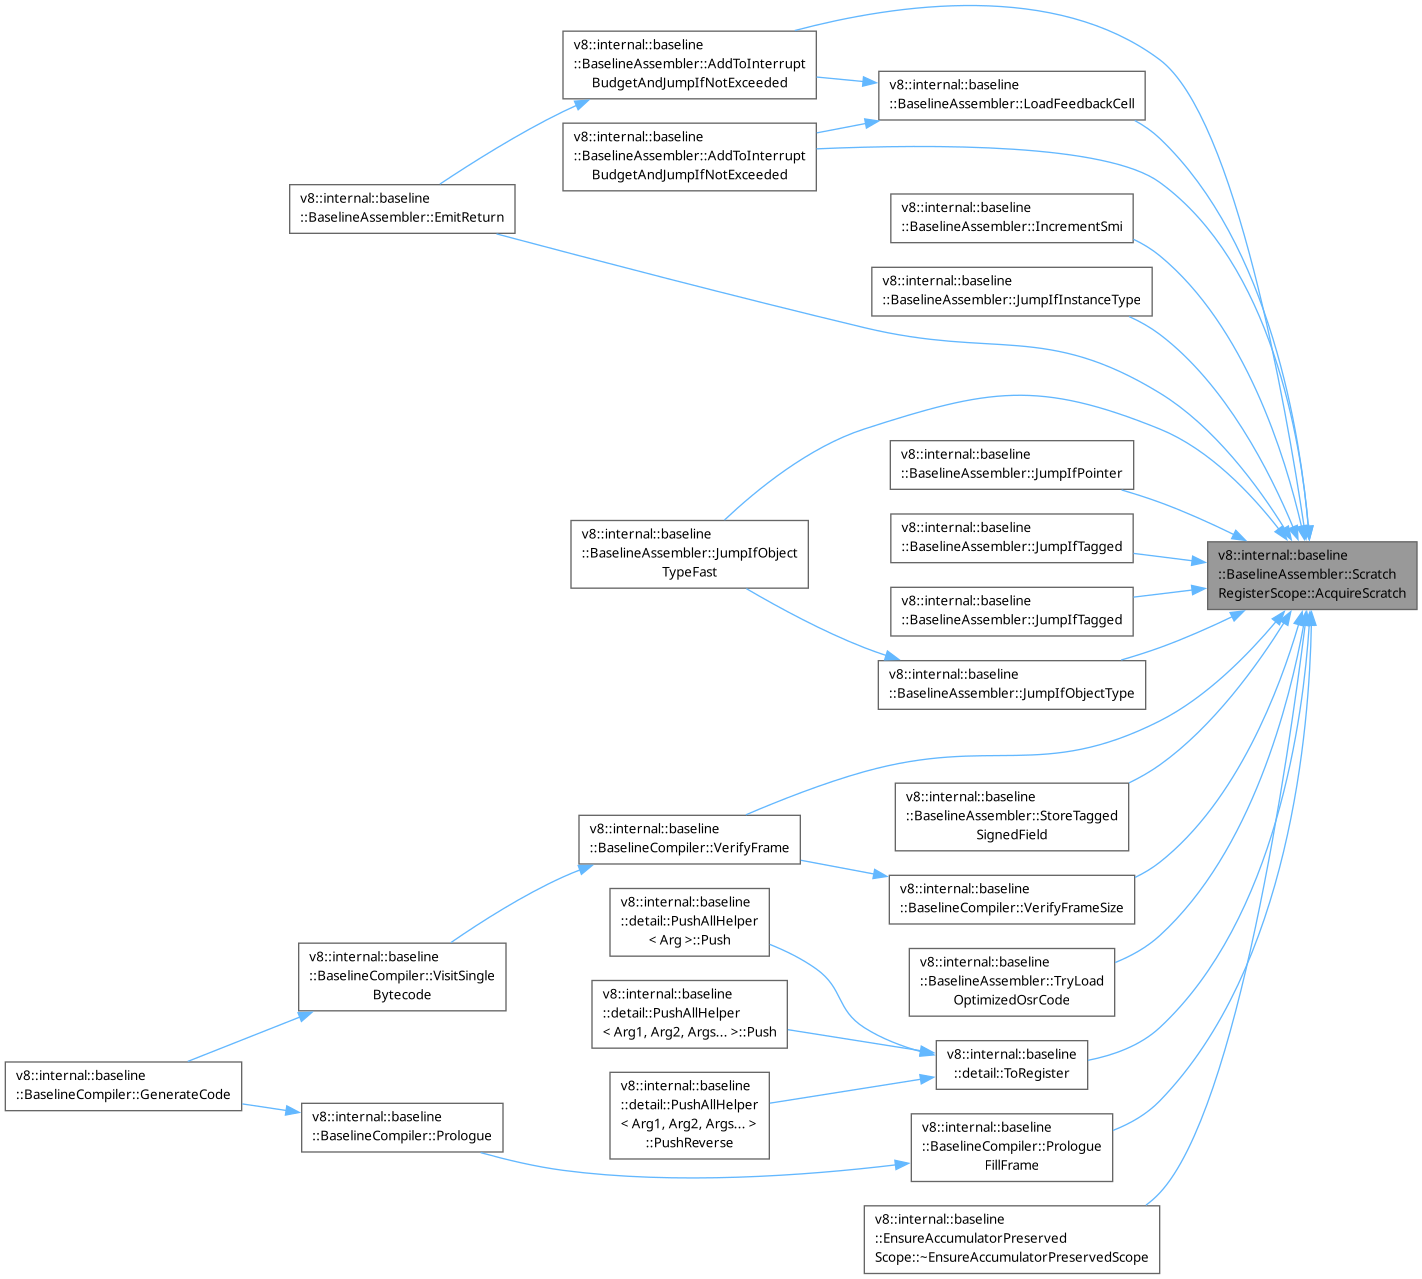 v8::internal::baseline
::BaselineAssembler::AddToInterrupt
BudgetAndJumpIfNotExceeded
v8::internal::baseline
::BaselineAssembler::LoadFeedbackCell
v8::internal::baseline
::BaselineAssembler::AddToInterrupt
BudgetAndJumpIfNotExceeded
v8::internal::baseline
::BaselineAssembler::EmitReturn
v8::internal::baseline
::BaselineAssembler::IncrementSmi
v8::internal::baseline
::BaselineAssembler::JumpIfInstanceType
v8::internal::baseline
::BaselineAssembler::JumpIfPointer
v8::internal::baseline
::BaselineAssembler::JumpIfObject
TypeFast
v8::internal::baseline
::BaselineAssembler::JumpIfTagged
v8::internal::baseline
::BaselineAssembler::Scratch
RegisterScope::AcquireScratch
v8::internal::baseline
::BaselineAssembler::JumpIfTagged
v8::internal::baseline
::BaselineAssembler::JumpIfObjectType
v8::internal::baseline
::BaselineAssembler::StoreTagged
SignedField
v8::internal::baseline
::BaselineCompiler::VerifyFrame
v8::internal::baseline
::BaselineCompiler::VerifyFrameSize
v8::internal::baseline
::detail::PushAllHelper
< Arg >::Push
v8::internal::baseline
::BaselineCompiler::VisitSingle
Bytecode
v8::internal::baseline
::BaselineAssembler::TryLoad
OptimizedOsrCode
v8::internal::baseline
::detail::PushAllHelper
< Arg1, Arg2, Args... >::Push
v8::internal::baseline
::detail::ToRegister
v8::internal::baseline
::BaselineCompiler::GenerateCode
v8::internal::baseline
::detail::PushAllHelper
< Arg1, Arg2, Args... >
::PushReverse
v8::internal::baseline
::BaselineCompiler::Prologue
v8::internal::baseline
::BaselineCompiler::Prologue
FillFrame
v8::internal::baseline
::EnsureAccumulatorPreserved
Scope::~EnsureAccumulatorPreservedScope